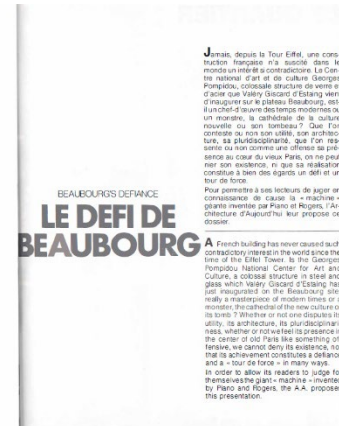 Jamais, depuis la Tour Eiffel, une cons-
truction française n'a suscité dans le
monde un intérêt si contradictoire. Le Cen-
tre national d'art et de culture Georges
Pompidou, colossale structure de verre et
d'acier que Valéry Giscard d'Estaing vient
d'inaugurer sur le plateau Beaubourg, est-
il un chef-d'œuvre des temps modernes ou
un monstre, la cathédrale de la culture
nouvelle ou son tombeau? Que l'on
conteste ou non son utilité, son architec-
ture, sa pluridisciplinarité, que l'on res-
sente ou non comme une offense sa pré-
sence au cœur du vieux Paris, on ne peut
nier son existence, ni que sa réalisation
constitue à bien des égards un défi et un
tour de force.
Pour permettre à ses lecteurs de juger en
connaissance de cause la « machine »
géante inventée par Piano et Rogers, l'Ar-
chitecture d'Aujourd'hui leur propose ce
dossier.
BEAUBOURG'S DEFIANCE
LE DEFI DE
BEAUBOURG
A French building has never caused such
contradictory interest in the world since the
time of the Eiffel Tower. Is the Georges
Pompidou National Center for Art and
Culture, a colossal structure in steel and
glass which Valéry Giscard d'Estaing has
just inaugurated on the Beaubourg site,
really a masterpiece of modern times or a
monster, the cathedral of the new culture or
its tomb ? Whether or not one disputes its
utility, its architecture, its pluridisciplinari-
ness, whether or not we feel its presence in
the center of old Paris like something of-
fensive, we cannot deny its existence, nor
that its achievement constitutes a defiance
and a « tour de force » in many ways.
In order to allow its readers to judge for
themselves the giant « machine » invented
by Piano and Rogers, the A.A. proposes
this presentation.